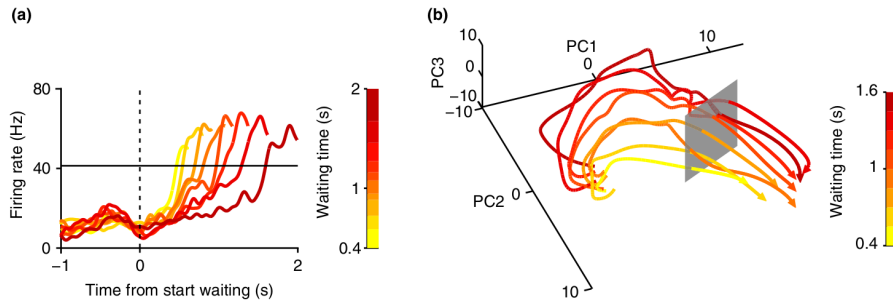 (a)
80
40
0
Firing rate (Hz)
−1
0
1
2
Time from start waiting (s)
2
1
0.4
Waiting time (s)
(b)
10
0
−10
PC3
−10
PC1
0
10
PC2
0
10
1.6
1
0.4
Waiting time (s)